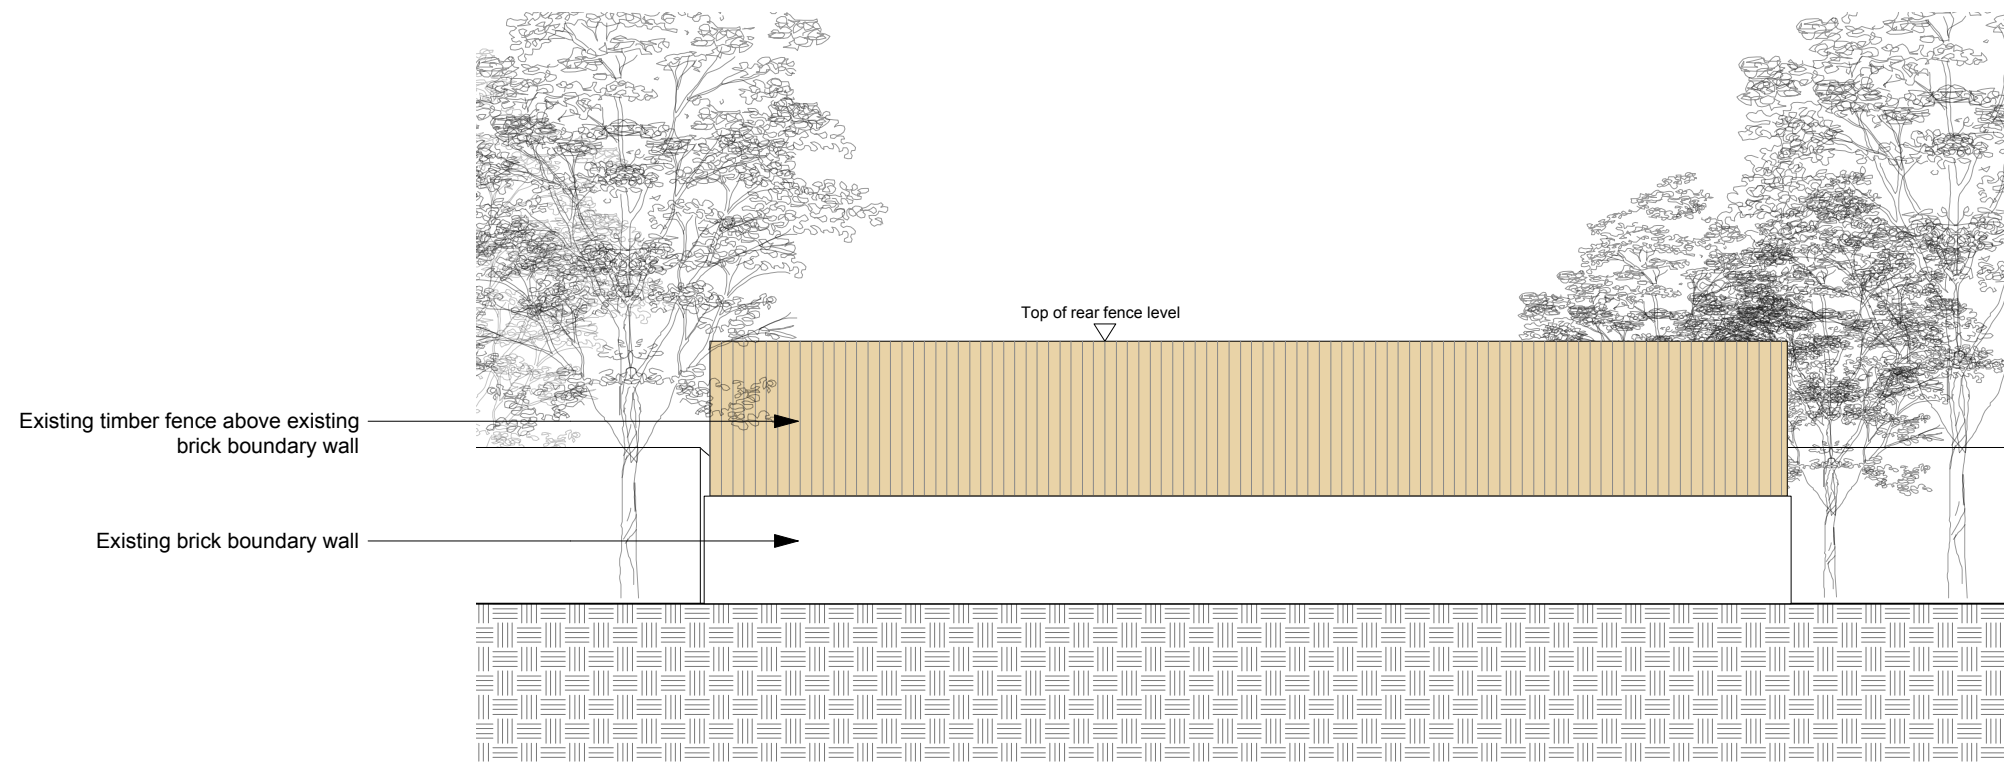 Top of rear fence level
Existing timber fence above existing
brick boundary wall
Existing brick boundary wall